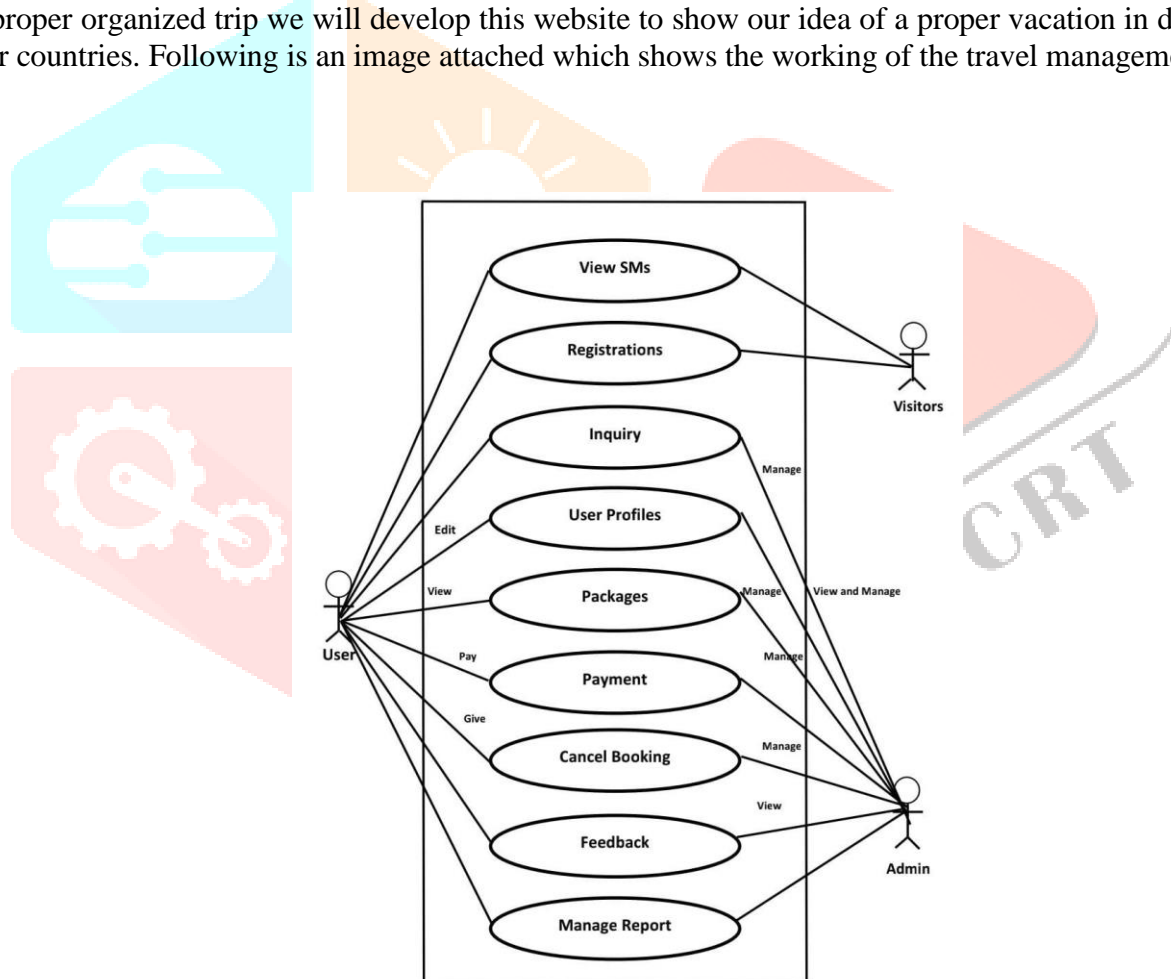 proper organized trip we will develop this website to show our idea of a proper vacation in d
r countries. Following is an image attached which shows the working of the travel manageme
View SMs
Registrations
Visitors
Inquiry
Manage
User Profiles
Edit
View
Packages
Manage
View and Manage
User
Pay
Payment
Manage
Give
Cancel Booking
Manage
View
Feedback
Admin
Manage Report
CRT